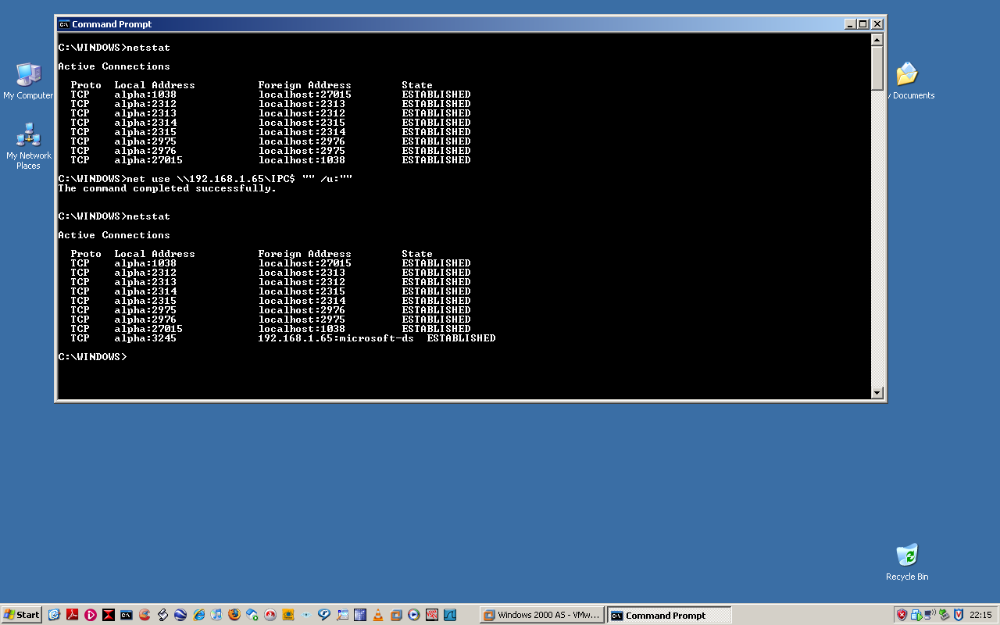 Command Prompt
C:\WINDOWS>netstat
Active Connections
Proto Local Address Foreign Address State
TCP alpha:1038 localhost:27015 ESTABLISHED
TCP alpha:2312 localhost:2313 ESTABLISHED
TCP alpha:2313 localhost:2312 ESTABLISHED
TCP alpha:2314 localhost:2315 ESTABLISHED
TCP alpha:2315 localhost:2314 ESTABLISHED
TCP alpha:2975 localhost:2976 ESTABLISHED
TCP alpha:2976 localhost:2975 ESTABLISHED
TCP alpha:27015 localhost:1038 ESTABLISHED
C:\WINDOWS>net use \\192.168.1.65\IPC$ "" /u:""
The command completed successfully.
C:\WINDOWS>netstat
Active Connections
Proto Local Address Foreign Address State
TCP alpha:1038 localhost:27015 ESTABLISHED
TCP alpha:2312 localhost:2313 ESTABLISHED
TCP alpha:2313 localhost:2312 ESTABLISHED
TCP alpha:2314 localhost:2315 ESTABLISHED
TCP alpha:2315 localhost:2314 ESTABLISHED
TCP alpha:2975 localhost:2976 ESTABLISHED
TCP alpha:2976 localhost:2975 ESTABLISHED
TCP alpha:27015 localhost:1038 ESTABLISHED
TCP alpha:3245 192.168.1.65:microsoft-ds ESTABLISHED
C:\WINDOWS>
My Computer
My Network
Places
y Documents
Recycle Bin
Start
Windows 2000 AS - VMw...
Command Prompt
22:15